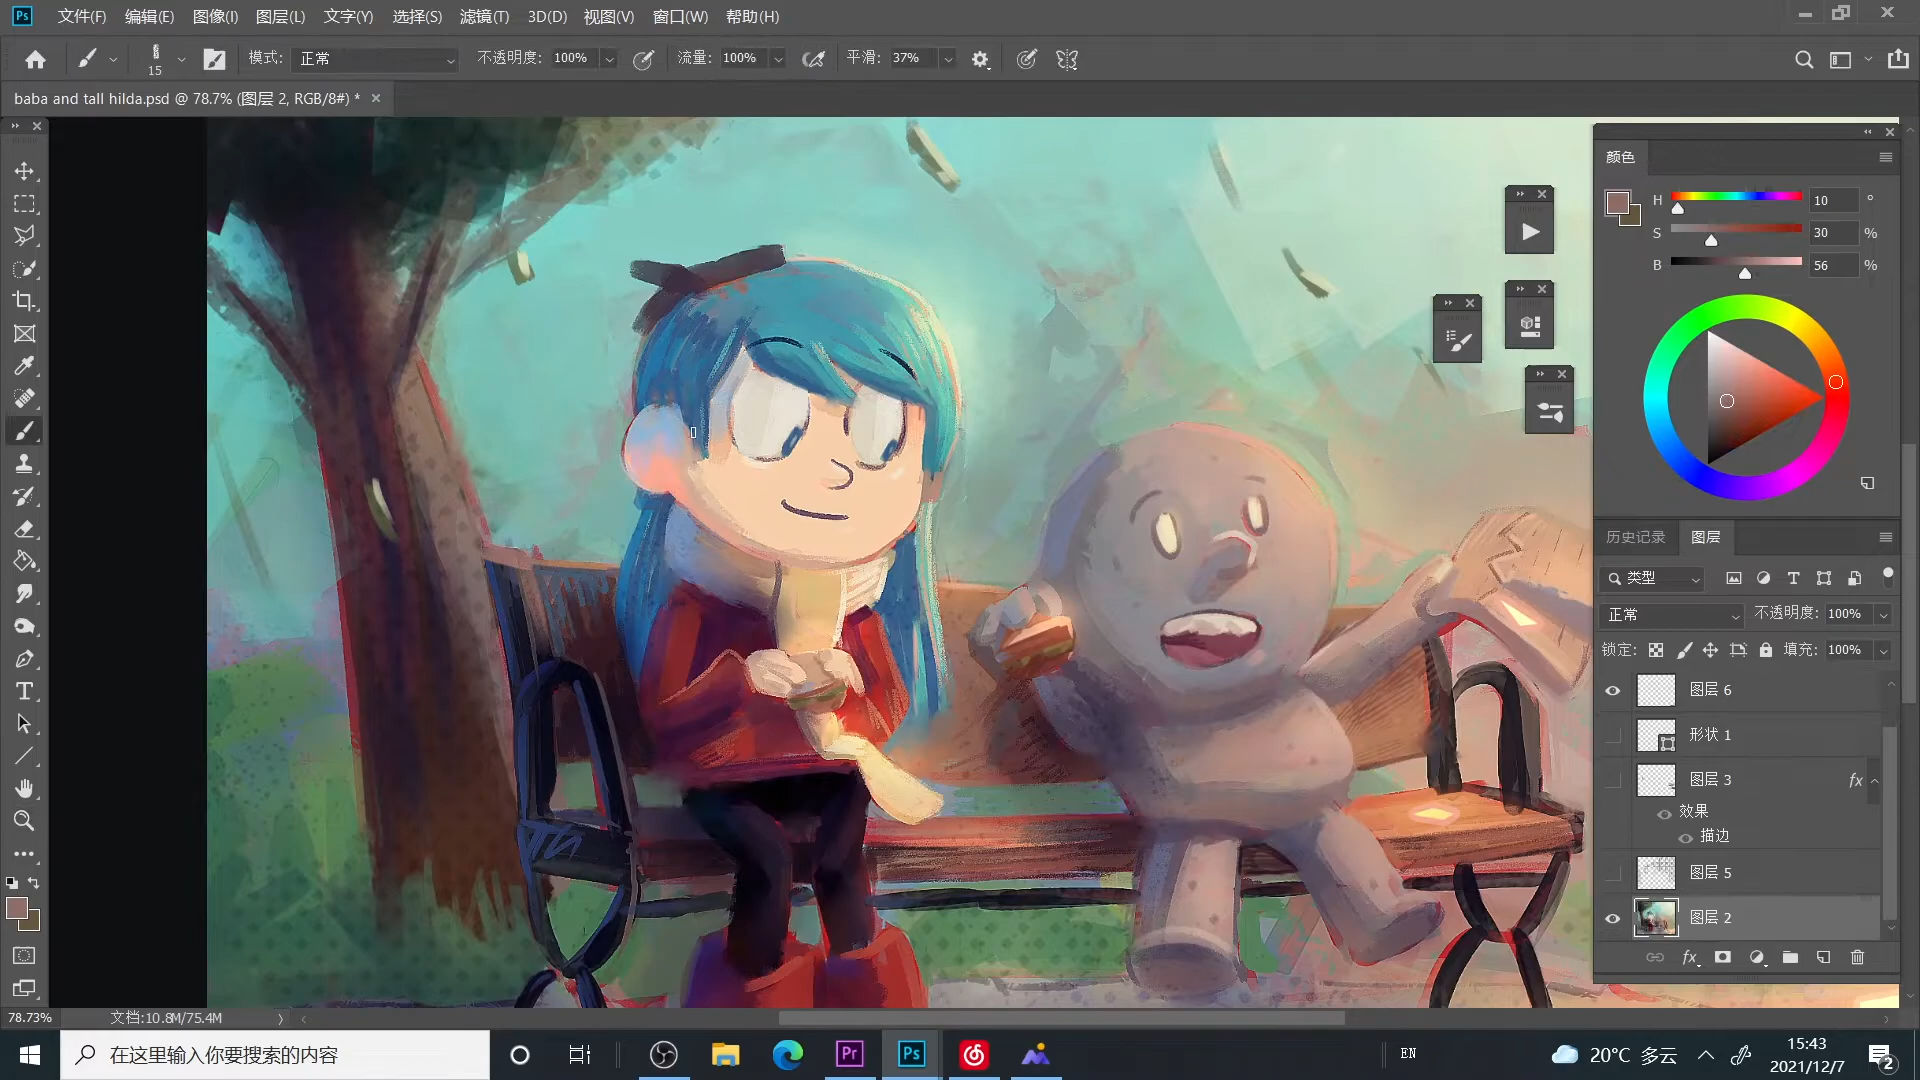 Ps 文件(F) 编辑(E) 图像(I) 图层(L) 文字(Y) 选择(S) 滤镜(T) 3D(D) 视图(V) 窗口(W) 帮助(H)
15 模式: 正常 不透明度: 100% 流量: 100% 平滑: 37%
baba and tall hilda.psd @ 78.7% (图层 2, RGB/8#) *
颜色
H 10 °
S 30 %
B 56 %
历史记录 图层
类型
正常 不透明度: 100%
锁定: 填充: 100%
图层 6
形状 1
图层 3 fx
效果
描边
图层 5
图层 2
fx
78.73% 文档:10.8M/75.4M
在这里输入你要搜索的内容
Pr
Ps
EN
20°C 多云
15:43
2021/12/7
2